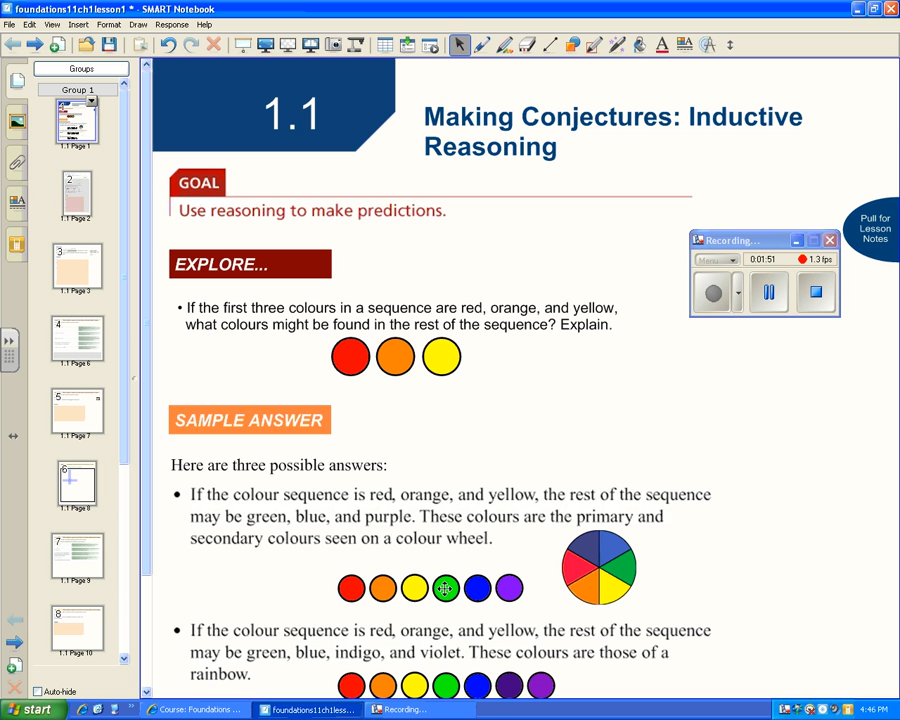 foundations11ch1lesson1 * - SMART Notebook
File Edit View Insert Format Draw Response Help
Groups
Group 1
1.1 Page 1
2
1.1 Page 2
3
1.1 Page 3
4
1.1 Page 6
5
1.1 Page 7
6
1.1 Page 8
7
1.1 Page 9
8
1.1 Page 10
Auto-hide
1.1
Making Conjectures: Inductive
Reasoning
GOAL
Use reasoning to make predictions.
Pull for
Lesson
Notes
Recording...
Menu
0:01:51
1.3 fps
EXPLORE...
• If the first three colours in a sequence are red, orange, and yellow,
what colours might be found in the rest of the sequence? Explain.
SAMPLE ANSWER
Here are three possible answers:
• If the colour sequence is red, orange, and yellow, the rest of the sequence
may be green, blue, and purple. These colours are the primary and
secondary colours seen on a colour wheel.
• If the colour sequence is red, orange, and yellow, the rest of the sequence
may be green, blue, indigo, and violet. These colours are those of a
rainbow.
start
Course: Foundations ...
foundations11ch1less...
Recording...
4:46 PM